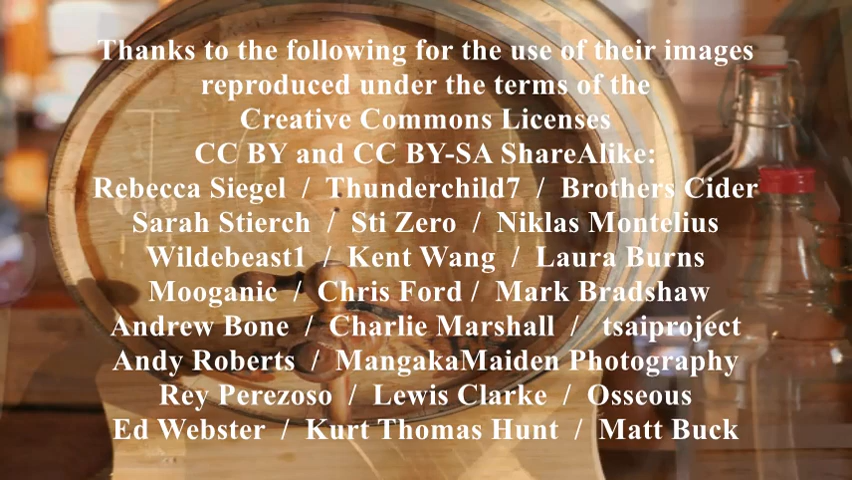 Thanks to the following for the use of their images
reproduced under the terms of the
Creative Commons Licenses
CC BY and CC BY-SA ShareAlike:
Rebecca Siegel / Thunderchild7 / Brothers Cider
Sarah Stierch / Sti Zero / Niklas Montelius
Wildebeast1 / Kent Wang / Laura Burns
Mooganic / Chris Ford / Mark Bradshaw
Andrew Bone / Charlie Marshall / tsaiproject
Andy Roberts / MangakaMaiden Photography
Rey Perezoso / Lewis Clarke / Osseous
Ed Webster / Kurt Thomas Hunt / Matt Buck